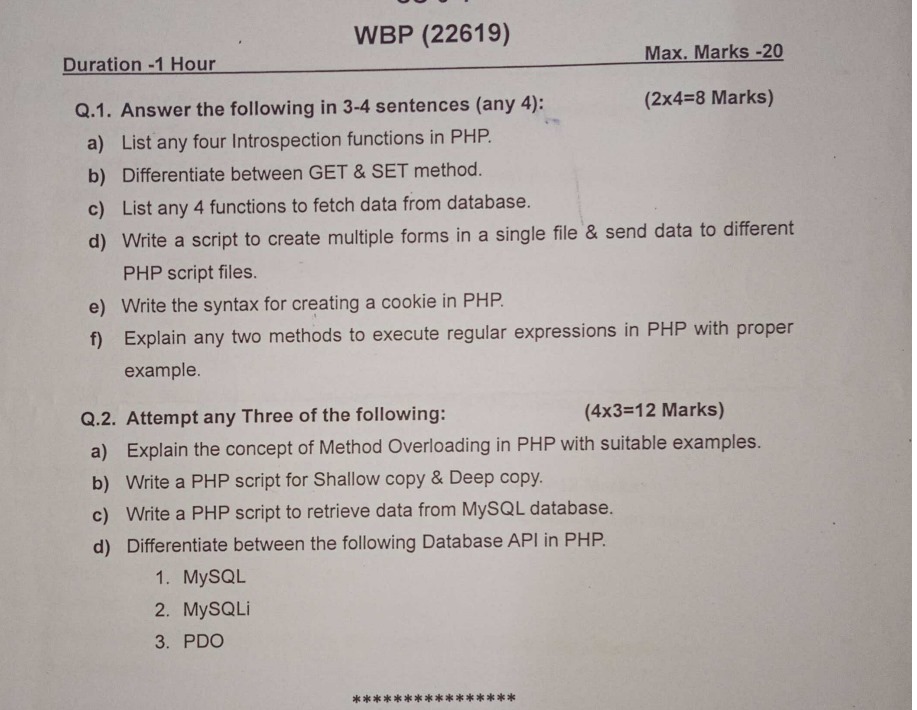 WBP (22619)
Duration -1 Hour
Max. Marks -20
Q.1. Answer the following in 3-4 sentences (any 4): (2x4=8 Marks)
a) List any four Introspection functions in PHP.
b) Differentiate between GET & SET method.
c) List any 4 functions to fetch data from database.
d) Write a script to create multiple forms in a single file & send data to different
PHP script files.
e) Write the syntax for creating a cookie in PHP.
f) Explain any two methods to execute regular expressions in PHP with proper
example.
Q.2. Attempt any Three of the following: (4x3=12 Marks)
a) Explain the concept of Method Overloading in PHP with suitable examples.
b) Write a PHP script for Shallow copy & Deep copy.
c) Write a PHP script to retrieve data from MySQL database.
d) Differentiate between the following Database API in PHP.
1. MySQL
2. MySQLi
3. PDO
****************